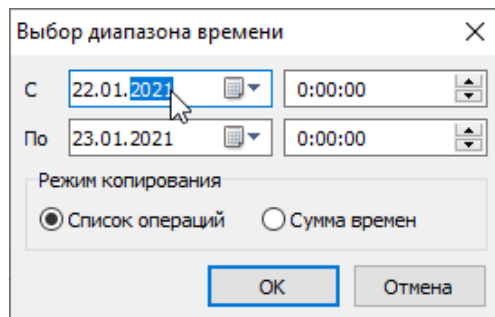 Выбор диапазона времени
С 22.01.2021 0:00:00
По 23.01.2021 0:00:00
Режим копирования
Список операций Сумма времен
OK Отмена